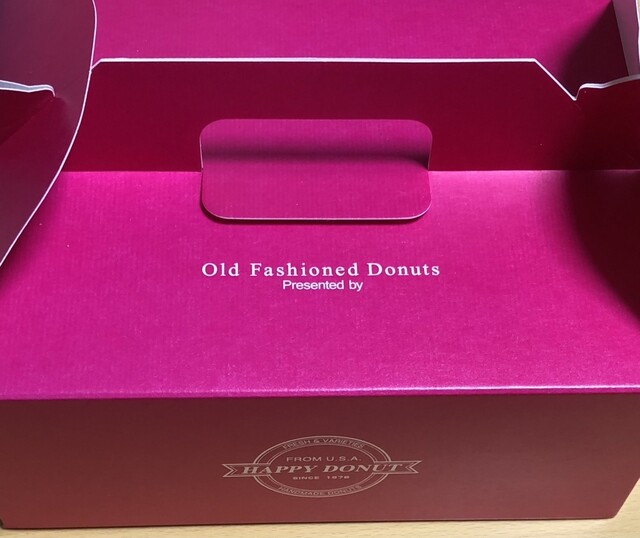 Old Fashioned Donuts
Presented by
FRESH & VARIETIES
FROM U.S.A.
HAPPY DONUT
SINCE 1978
HANDMADE DONUTS